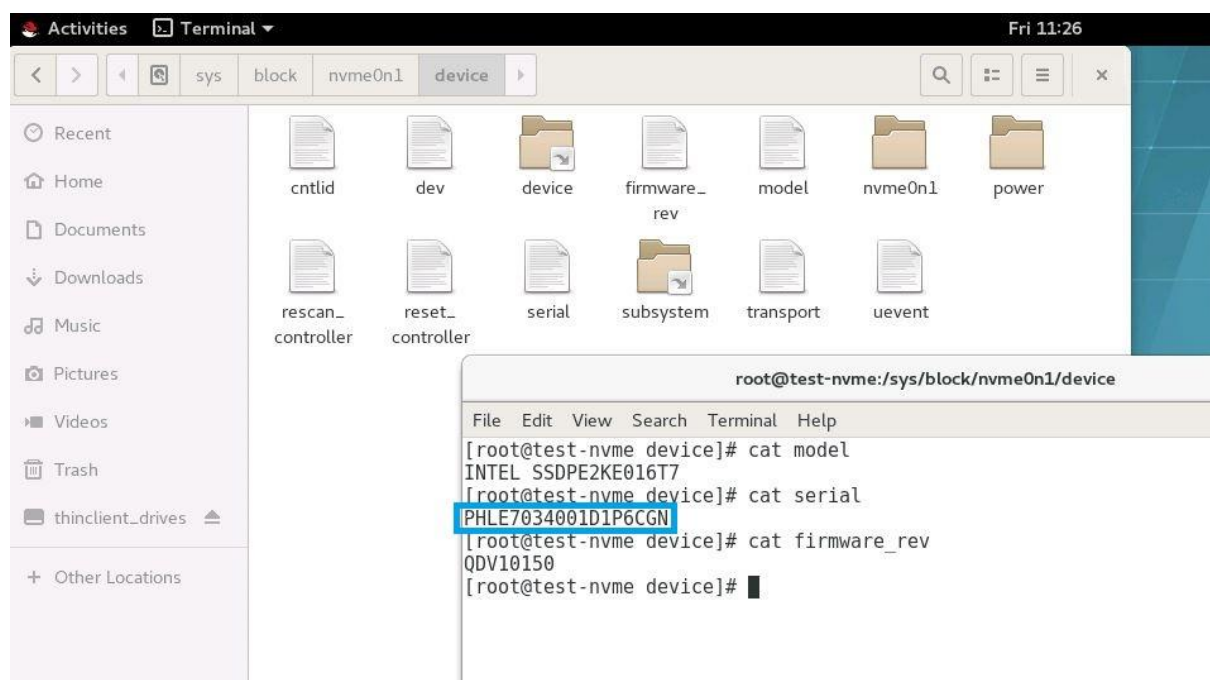 Activities Terminal Fri 11:26
sys block nvme0n1 device
Recent
Home
Documents
Downloads
Music
Pictures
Videos
Trash
thinclient_drives
+ Other Locations
cntlid dev device firmware_ model nvme0n1 power
rev
rescan_ reset_ serial subsystem transport uevent
controller controller
root@test-nvme:/sys/block/nvme0n1/device
File Edit View Search Terminal Help
[root@test-nvme device]# cat model
INTEL SSDPE2KE016T7
[root@test-nvme device]# cat serial
PHLE7034001D1P6CGN
[root@test-nvme device]# cat firmware_rev
QDV10150
[root@test-nvme device]#